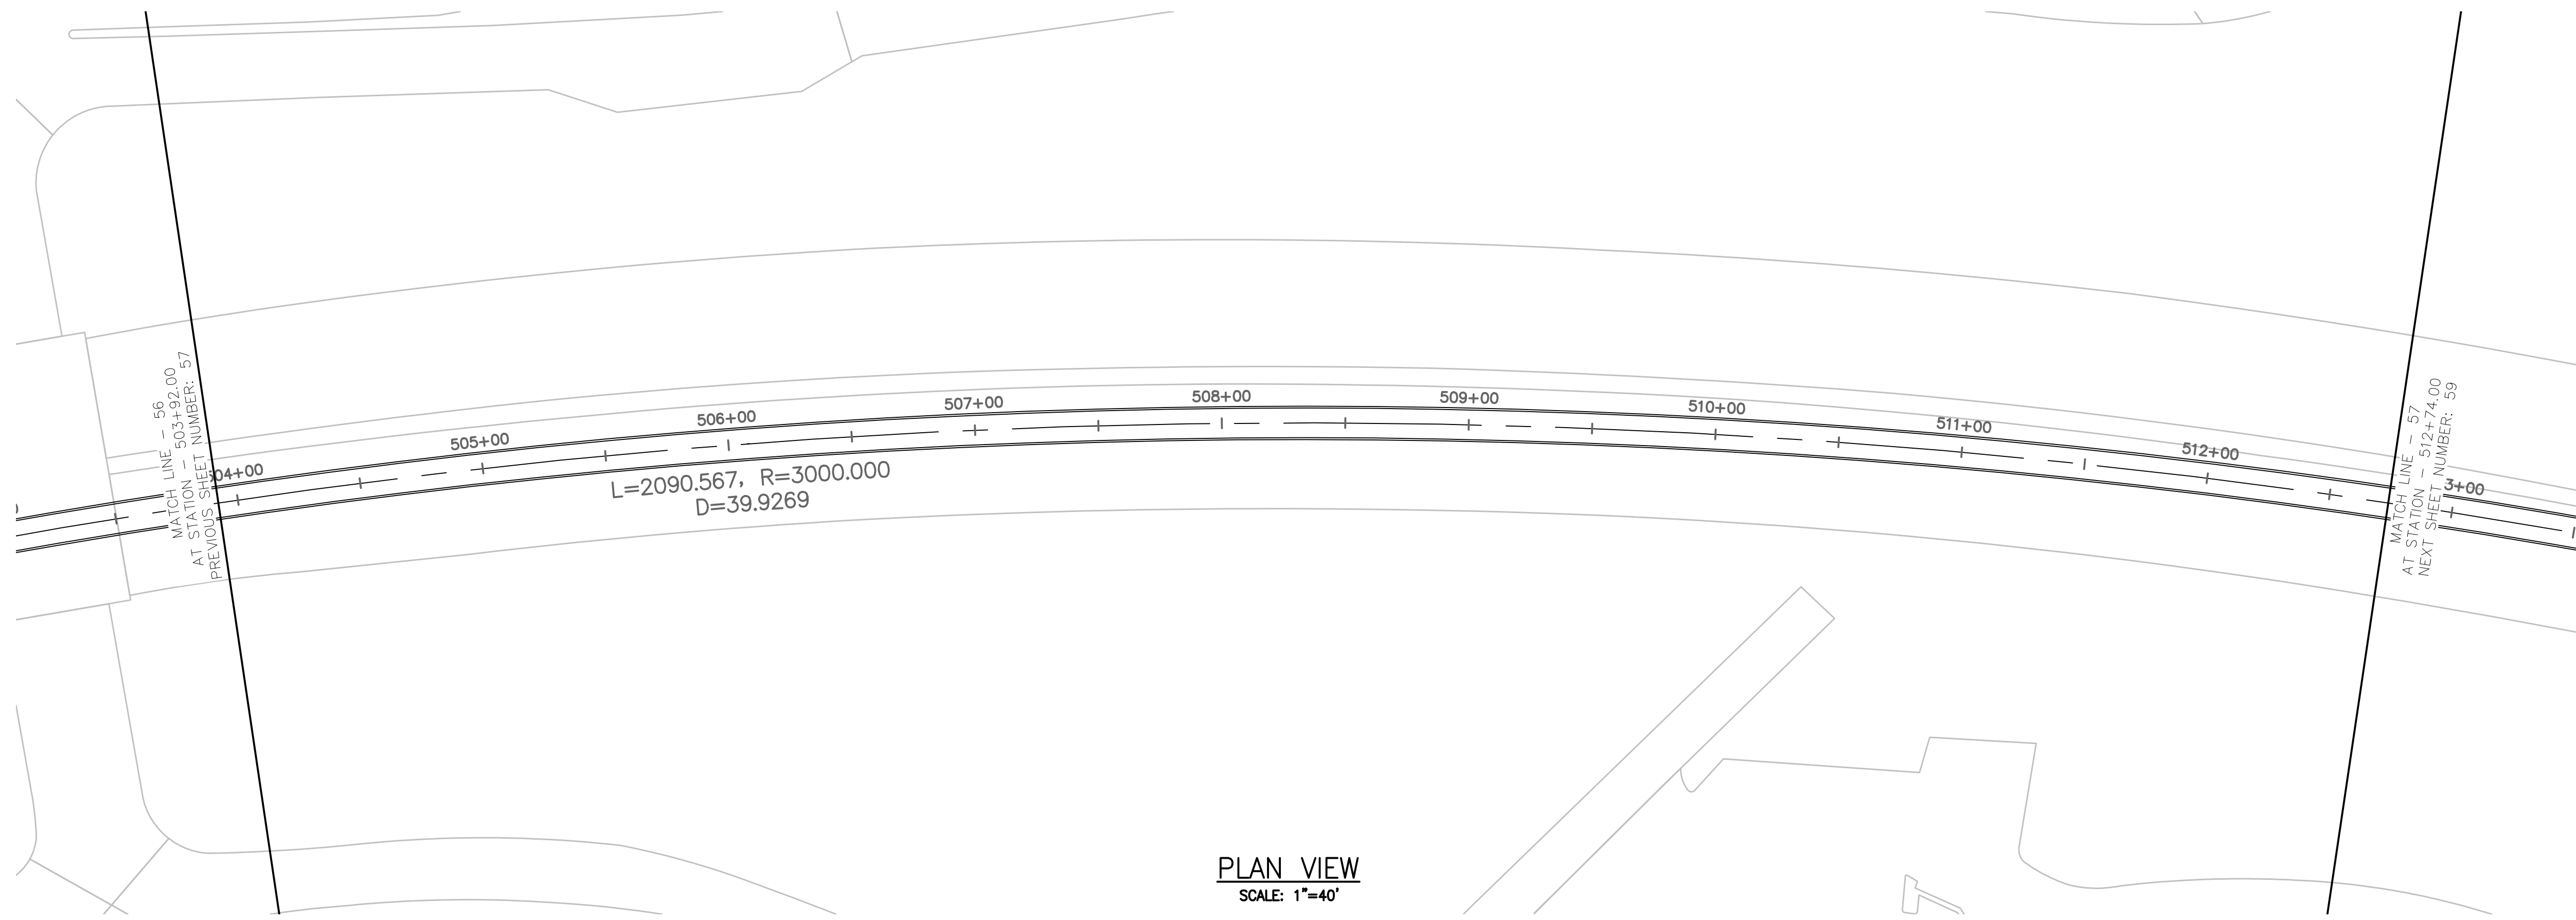 MATCH LINE - 56
AT STATION - 503+92.00
PREVIOUS SHEET NUMBER: 57
04+00
505+00
506+00
507+00
508+00
509+00
510+00
511+00
512+00
3+00
L=2090.567, R=3000.000
D=39.9269
MATCH LINE - 57
AT STATION - 512+74.00
NEXT SHEET NUMBER: 59
PLAN VIEW
SCALE: 1"=40'